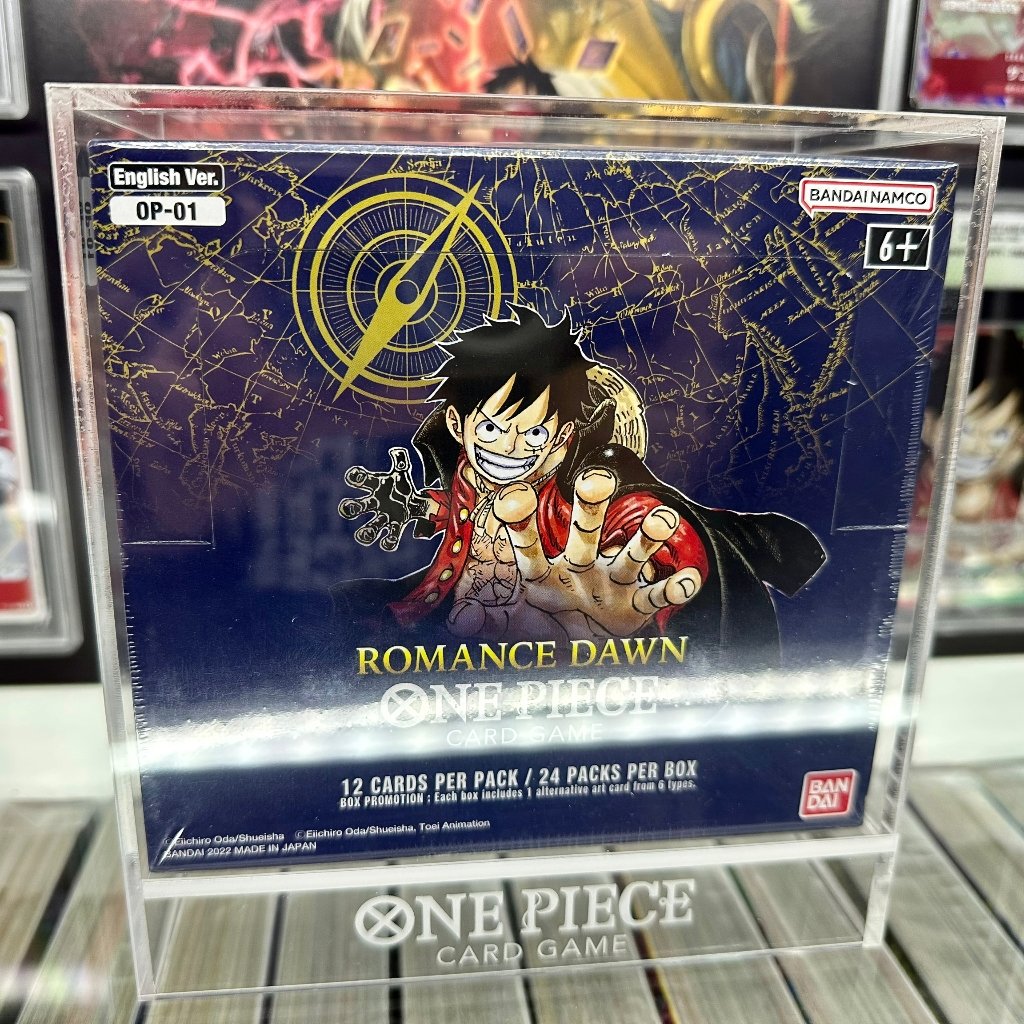 English Ver.
OP-01
BANDAI NAMCO
6+
ROMANCE DAWN
ONE PIECE
CARD GAME
12 CARDS PER PACK / 24 PACKS PER BOX
BOX PROMOTION : Each box includes 1 alternative art card from 6 types.
BAN
DAI
©Eiichiro Oda/Shueisha ©Eiichiro Oda/Shueisha, Toei Animation
BANDAI 2022 MADE IN JAPAN
ONE PIECE
CARD GAME